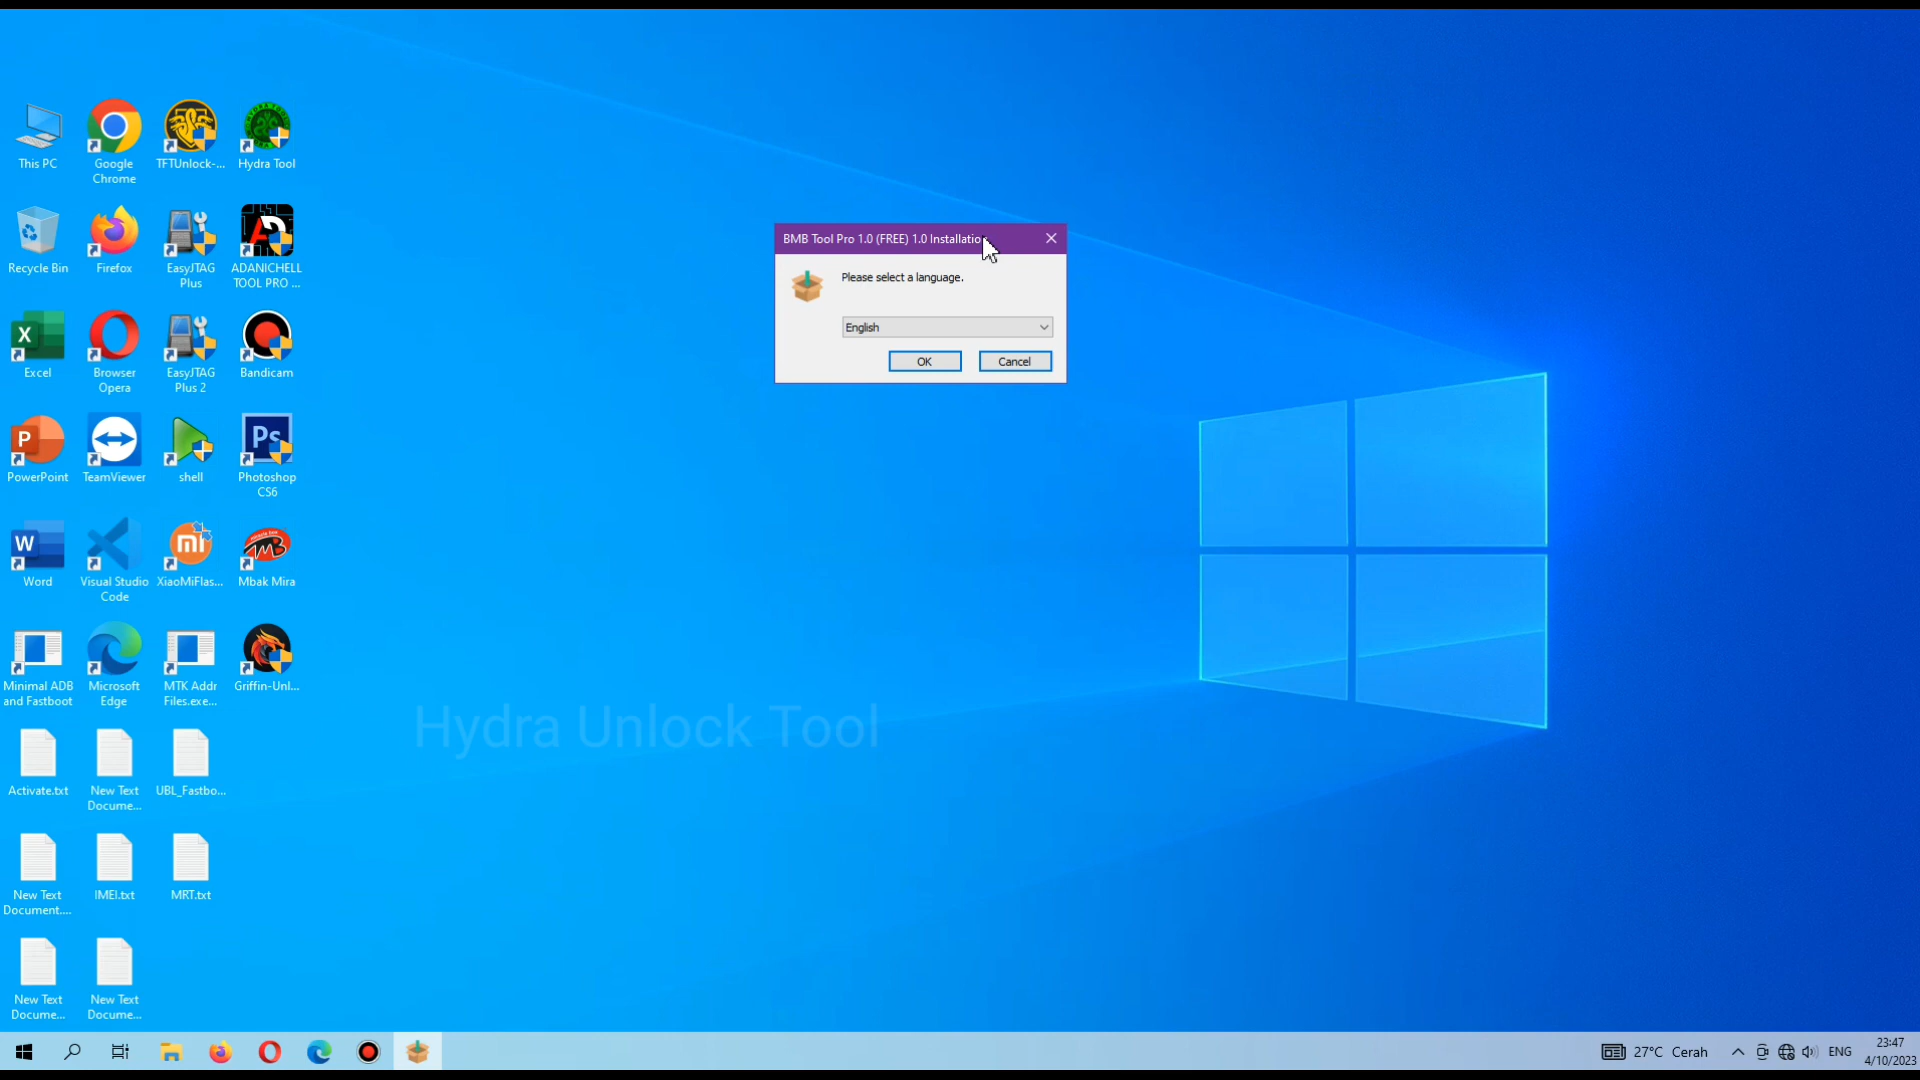 This PC
Google
Chrome
TFTUnlock-...
Hydra Tool
Recycle Bin
Firefox
EasyJTAG
Plus
ADANICHELL
TOOL PRO ...
Excel
Browser
Opera
EasyJTAG
Plus 2
Bandicam
PowerPoint
TeamViewer
shell
Photoshop
CS6
Word
Visual Studio
Code
XiaoMiFlas...
Mbak Mira
Minimal ADB
and Fastboot
Microsoft
Edge
MTK Addr
Files.exe...
Griffin-Unl...
Activate.txt
New Text
Docume...
UBL_Fastbo...
New Text
Document....
IMEI.txt
MRT.txt
New Text
Docume...
New Text
Docume...
BMB Tool Pro 1.0 (FREE) 1.0 Installatio
Please select a language.
English
OK
Cancel
Hydra Unlock Tool
27°C Cerah
ENG
23:47
4/10/2023